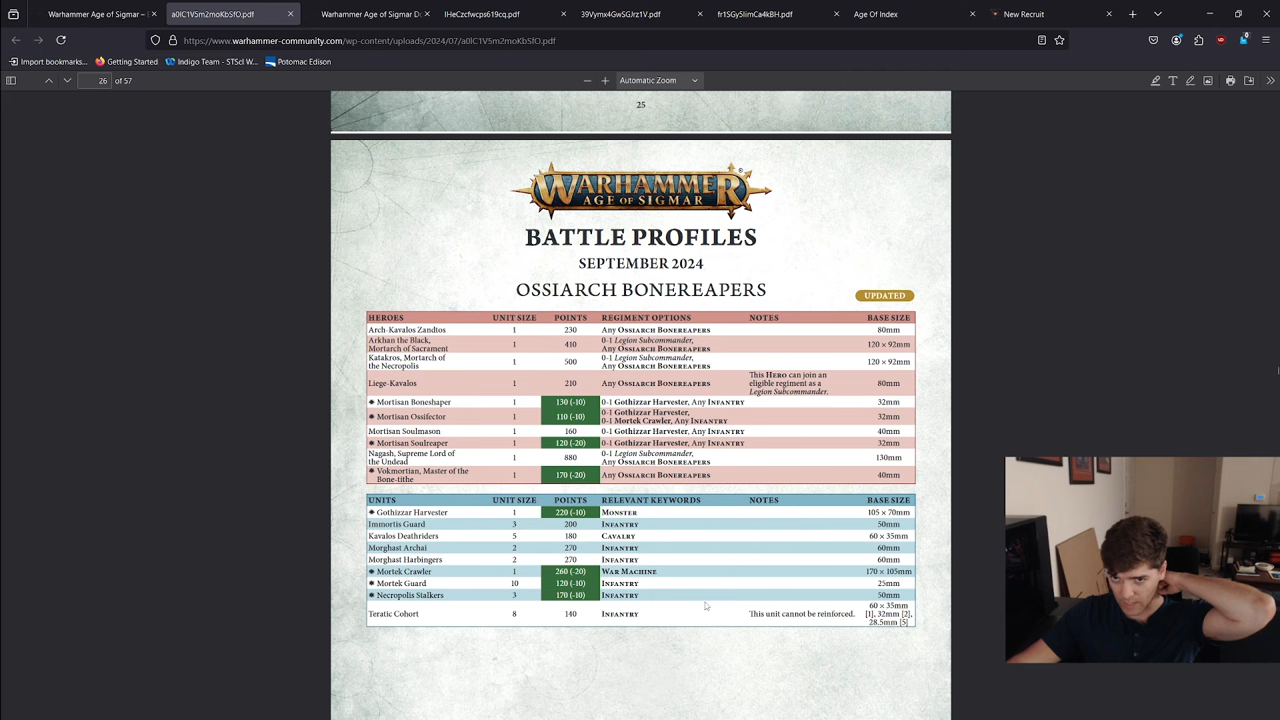 Warhammer Age of Sigmar –
a0lC1V5m2moKbSfO.pdf
Warhammer Age of Sigmar D
lHeCzcfwcps619cq.pdf
39Vymx4GwSGJrz1V.pdf
fr1SGy5limCa4kBH.pdf
Age Of Index
New Recruit
https://www.warhammer-community.com/wp-content/uploads/2024/07/a0lC1V5m2moKbSfO.pdf
Import bookmarks...
Getting Started
Indigo Team - STScI W...
Potomac Edison
26 of 57
Automatic Zoom
25
WARHAMMER
AGE OF SIGMAR
BATTLE PROFILES
SEPTEMBER 2024
OSSIARCH BONEREAPERS
UPDATED
HEROES UNIT SIZE POINTS REGIMENT OPTIONS NOTES BASE SIZE
Arch-Kavalos Zandtos 1 230 Any OSSIARCH BONEREAPERS 80mm
Arkhan the Black, Mortarch of Sacrament 1 410 0-1 Legion Subcommander, Any OSSIARCH BONEREAPERS 120 × 92mm
Katakros, Mortarch of the Necropolis 1 500 0-1 Legion Subcommander, Any OSSIARCH BONEREAPERS 120 × 92mm
Liege-Kavalos 1 210 Any OSSIARCH BONEREAPERS This HERO can join an eligible regiment as a Legion Subcommander. 80mm
Mortisan Boneshaper 1 130 (-10) 0-1 Gothizzar Harvester, Any INFANTRY 32mm
Mortisan Ossifector 1 110 (-10) 0-1 Gothizzar Harvester, 0-1 Mortek Crawler, Any INFANTRY 32mm
Mortisan Soulmason 1 160 0-1 Gothizzar Harvester, Any INFANTRY 40mm
Mortisan Soulreaper 1 120 (-20) 0-1 Gothizzar Harvester, Any INFANTRY 32mm
Nagash, Supreme Lord of the Undead 1 880 0-1 Legion Subcommander, Any OSSIARCH BONEREAPERS 130mm
Vokmortian, Master of the Bone-tithe 1 170 (-20) Any OSSIARCH BONEREAPERS 40mm
UNITS UNIT SIZE POINTS RELEVANT KEYWORDS NOTES BASE SIZE
Gothizzar Harvester 1 220 (-10) MONSTER 105 × 70mm
Immortis Guard 3 200 INFANTRY 50mm
Kavalos Deathriders 5 180 CAVALRY 60 × 35mm
Morghast Archai 2 270 INFANTRY 60mm
Morghast Harbingers 2 270 INFANTRY 60mm
Mortek Crawler 1 260 (-20) WAR MACHINE 170 × 105mm
Mortek Guard 10 120 (-10) INFANTRY 25mm
Necropolis Stalkers 3 170 (-10) INFANTRY 50mm
Teratic Cohort 8 140 INFANTRY This unit cannot be reinforced. 60 × 35mm [1], 32mm [2], 28.5mm [5]